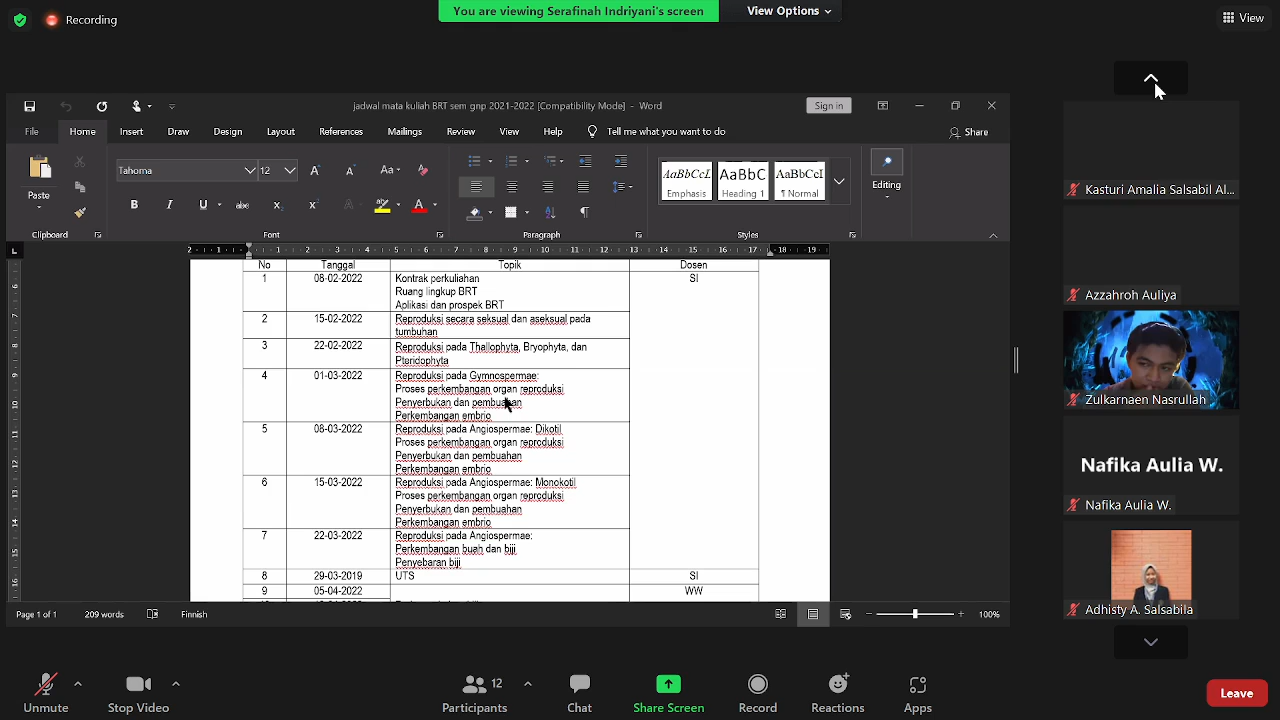 Recording
You are viewing Serafinah Indriyani's screen
View Options
View
jadwal mata kuliah BRT sem gnp 2021-2022 [Compatibility Mode] - Word
Sign in
File Home Insert Draw Design Layout References Mailings Review View Help Tell me what you want to do
Share
Paste
Tahoma 12
AaBbCcL AaBbC AaBbCcI
Emphasis Heading 1 ¶ Normal
Editing
Clipboard Font Paragraph Styles
No Tanggal Topik Dosen
1 08-02-2022 Kontrak perkuliahan SI
Ruang lingkup BRT
Aplikasi dan prospek BRT
2 15-02-2022 Reproduksi secara seksual dan aseksual pada
tumbuhan
3 22-02-2022 Reproduksi pada Thallophyta, Bryophyta, dan
Pteridophyta
4 01-03-2022 Reproduksi pada Gymnospermae:
Proses perkembangan organ reproduksi
Penyerbukan dan pembuahan
Perkembangan embrio
5 08-03-2022 Reproduksi pada Angiospermae: Dikotil
Proses perkembangan organ reproduksi
Penyerbukan dan pembuahan
Perkembangan embrio
6 15-03-2022 Reproduksi pada Angiospermae: Monokotil
Proses perkembangan organ reproduksi
Penyerbukan dan pembuahan
Perkembangan embrio
7 22-03-2022 Reproduksi pada Angiospermae:
Perkembangan buah dan biji
Penyebaran biji
8 29-03-2019 UTS SI
9 05-04-2022 WW
Page 1 of 1 209 words Finnish 100%
Kasturi Amalia Salsabil Al...
Azzahroh Auliya
Zulkarnaen Nasrullah
Nafika Aulia W.
Nafika Aulia W.
Adhisty A. Salsabila
Unmute
Stop Video
12
Participants
Chat
Share Screen
Record
Reactions
Apps
Leave